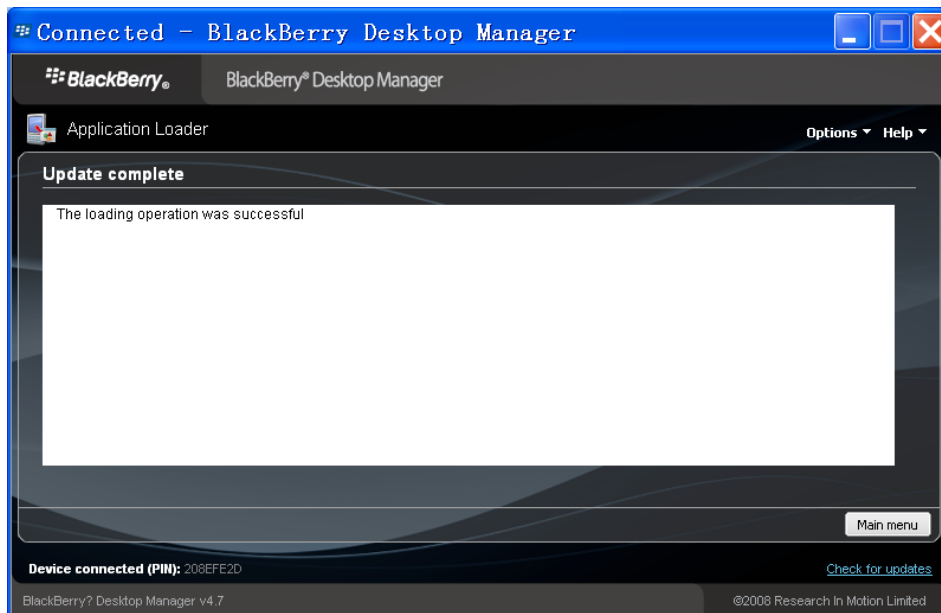 Connected - BlackBerry Desktop Manager
BlackBerry® BlackBerry® Desktop Manager
Application Loader
Options Help
Update complete
The loading operation was successful
Main menu
Device connected (PIN): 208EFE2D Check for updates
BlackBerry? Desktop Manager v4.7 ©2008 Research In Motion Limited